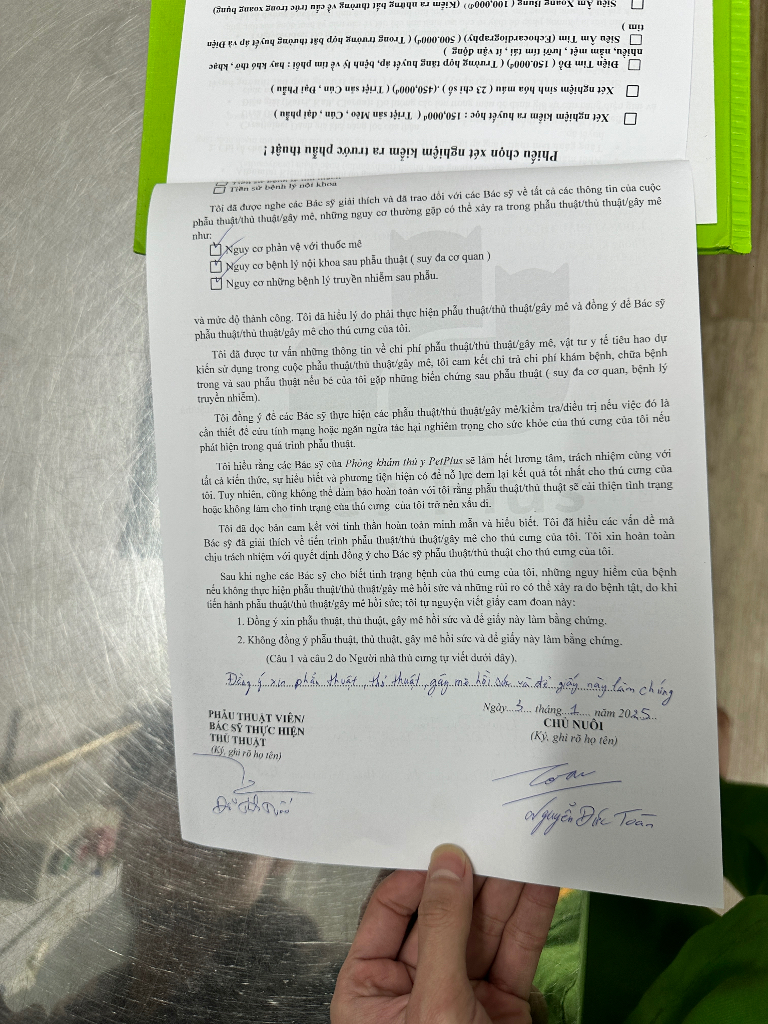 Siêu Âm Xoang Bụng ( 100,000đ) (Kiểm ra những bất thường về cấu trúc trong xoang bụng)
tim )
Siêu Âm Tim (Echocardiography) ( 500.000đ) ( Trong trường hợp bất thường huyết áp và Điện
nhiều, nằm mệt , lưỡi tím tái , ít vận động )
Điện Tim Đồ ( 150.000đ) ( Trường hợp tăng huyết áp, bệnh lý về tim phổi : hay khó thở , khạc
Xét nghiệm sinh hóa máu ( 23 chỉ số ) .(450,000đ) ( Triệt sản Cún , Đại Phẫu )
Xét nghiệm kiểm ra huyết học : 150,000đ ( Triệt sản Mèo , Cún , đại phẫu )
Phiếu chọn xét nghiệm kiểm ra trước phẫu thuật !
Tiền sử bệnh lý nội khoa
Tôi đã được nghe các Bác sỹ giải thích và đã trao đổi với các Bác sỹ về tất cả các thông tin của cuộc
phẫu thuật/thủ thuật/gây mê, những nguy cơ thường gặp có thể xảy ra trong phẫu thuật/thủ thuật/gây mê
như:
Nguy cơ phản vệ với thuốc mê
Nguy cơ bệnh lý nội khoa sau phẫu thuật ( suy đa cơ quan )
Nguy cơ những bệnh lý truyền nhiễm sau phẫu.
và mức độ thành công. Tôi đã hiểu lý do phải thực hiện phẫu thuật/thủ thuật/gây mê và đồng ý để Bác sỹ
phẫu thuật/thủ thuật/gây mê cho thú cưng của tôi.
Tôi đã được tư vấn những thông tin về chi phí phẫu thuật/thủ thuật/gây mê, vật tư y tế tiêu hao dự
kiến sử dụng trong cuộc phẫu thuật/thủ thuật/gây mê, tôi cam kết chi trả chi phí khám bệnh, chữa bệnh
trong và sau phẫu thuật nếu bé của tôi gặp những biến chứng sau phẫu thuật ( suy đa cơ quan, bệnh lý
truyền nhiễm).
Tôi đồng ý để các Bác sỹ thực hiện các phẫu thuật/thủ thuật/gây mê/kiểm tra/điều trị nếu việc đó là
cần thiết để cứu tính mạng hoặc ngăn ngừa tác hại nghiêm trọng cho sức khỏe của thú cưng của tôi nếu
phát hiện trong quá trình phẫu thuật.
Tôi hiểu rằng các Bác sỹ của Phòng khám thú y PetPlus sẽ làm hết lương tâm, trách nhiệm cùng với
tất cả kiến thức, sự hiểu biết và phương tiện hiện có để nỗ lực đem lại kết quả tốt nhất cho thú cưng của
tôi. Tuy nhiên, cũng không thể đảm bảo hoàn toàn với tôi rằng phẫu thuật/thủ thuật sẽ cải thiện tình trạng
hoặc không làm cho tình trạng của thú cưng của tôi trở nên xấu đi.
Tôi đã đọc bản cam kết với tinh thần hoàn toàn minh mẫn và hiểu biết. Tôi đã hiểu các vấn đề mà
Bác sỹ đã giải thích về tiến trình phẫu thuật/thủ thuật/gây mê cho thú cưng của tôi. Tôi xin hoàn toàn
chịu trách nhiệm với quyết định đồng ý cho Bác sỹ phẫu thuật/thủ thuật cho thú cưng của tôi.
Sau khi nghe các Bác sỹ cho biết tình trạng bệnh của thú cưng của tôi, những nguy hiểm của bệnh
nếu không thực hiện phẫu thuật/thủ thuật/gây mê hồi sức và những rủi ro có thể xảy ra do bệnh tật, do khi
tiến hành phẫu thuật/thủ thuật/gây mê hồi sức; tôi tự nguyện viết giấy cam đoan này:
1. Đồng ý xin phẫu thuật, thủ thuật, gây mê hồi sức và để giấy này làm bằng chứng.
2. Không đồng ý phẫu thuật, thủ thuật, gây mê hồi sức và để giấy này làm bằng chứng.
(Câu 1 và câu 2 do Người nhà thú cưng tự viết dưới đây).
Đồng ý xin phẩu thuật, thủ thuật, gây mê hồi sức và để giấy này làm chứng
Ngày 3 tháng 1 năm 2025
PHẪU THUẬT VIÊN/
BÁC SỸ THỰC HIỆN
THỦ THUẬT
(Ký, ghi rõ họ tên)
CHỦ NUÔI
(Ký, ghi rõ họ tên)
Toan
Nguyễn Đức Toàn